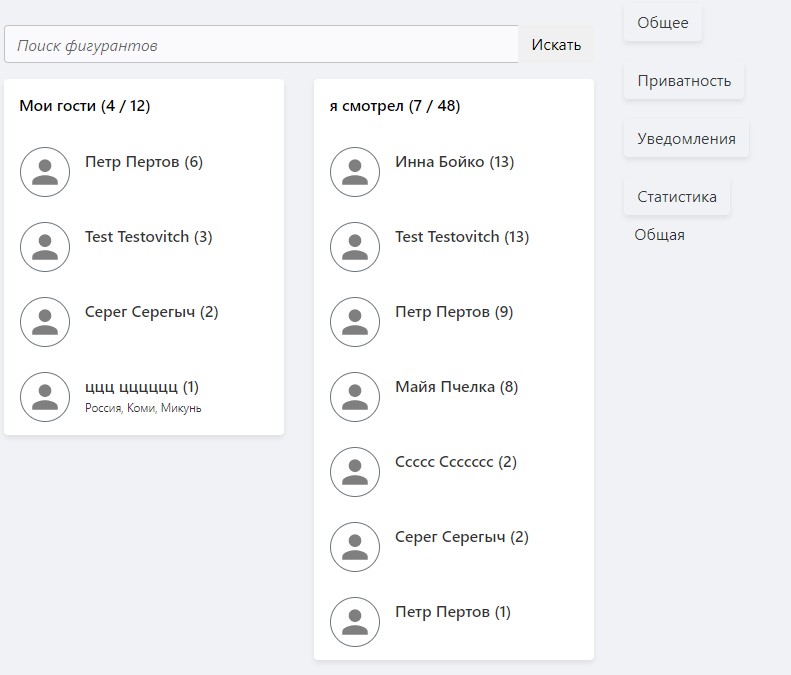 Поиск фигурантов
Искать
Мои гости (4 / 12)
Петр Пертов (6)
Test Testovitch (3)
Серег Серегыч (2)
ццц цццццц (1)
Россия, Коми, Микунь
я смотрел (7 / 48)
Инна Бойко (13)
Test Testovitch (13)
Петр Пертов (9)
Майя Пчелка (8)
Ссссс Ссссссс (2)
Серег Серегыч (2)
Петр Пертов (1)
Общее
Приватность
Уведомления
Статистика
Общая